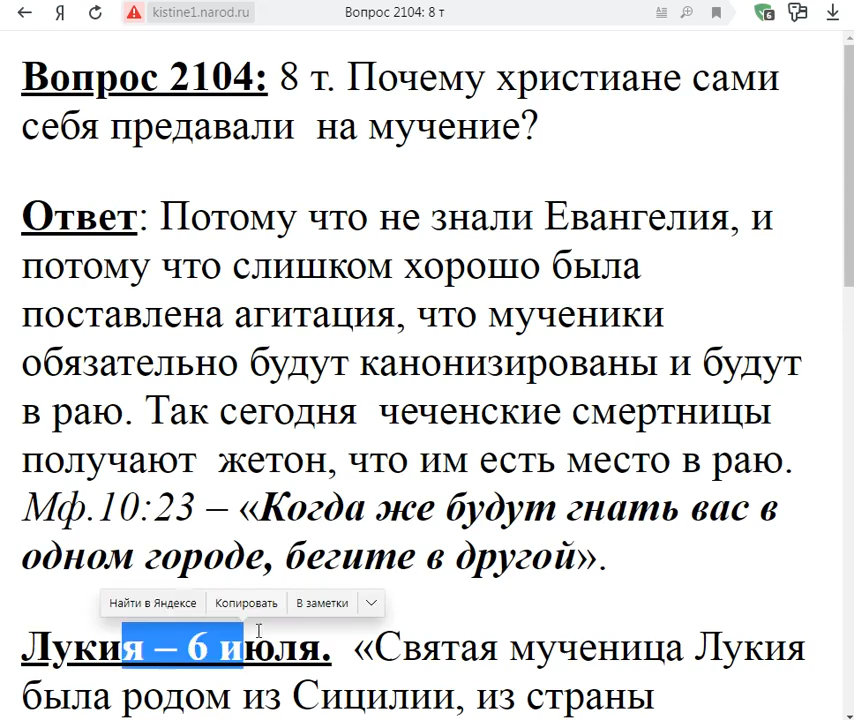 Я kistine1.narod.ru Вопрос 2104: 8 т 6
Вопрос 2104: 8 т. Почему христиане сами
себя предавали на мучение?
Ответ: Потому что не знали Евангелия, и
потому что слишком хорошо была
поставлена агитация, что мученики
обязательно будут канонизированы и будут
в раю. Так сегодня чеченские смертницы
получают жетон, что им есть место в раю.
Мф.10:23 – «Когда же будут гнать вас в
одном городе, бегите в другой».
Найти в Яндексе Копировать В заметки
Лукия – 6 июля. «Святая мученица Лукия
была родом из Сицилии, из страны